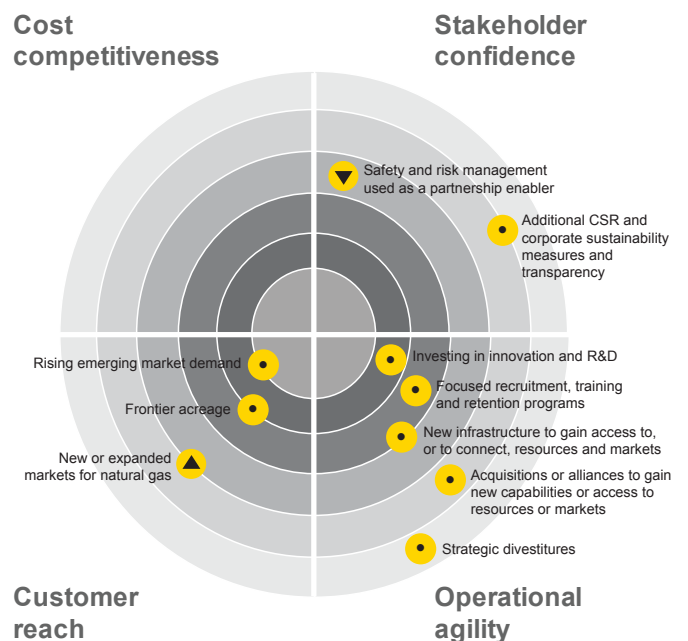 Cost
competitiveness
Stakeholder
confidence
Safety and risk management
used as a partnership enabler
Additional CSR and
corporate sustainability
measures and
transparency
Rising emerging market demand
Frontier acreage
New or expanded
markets for natural gas
Investing in innovation and R&D
Focused recruitment, training
and retention programs
New infrastructure to gain access to,
or to connect, resources and markets
Acquisitions or alliances to gain
new capabilities or access to
resources or markets
Strategic divestitures
Customer
reach
Operational
agility